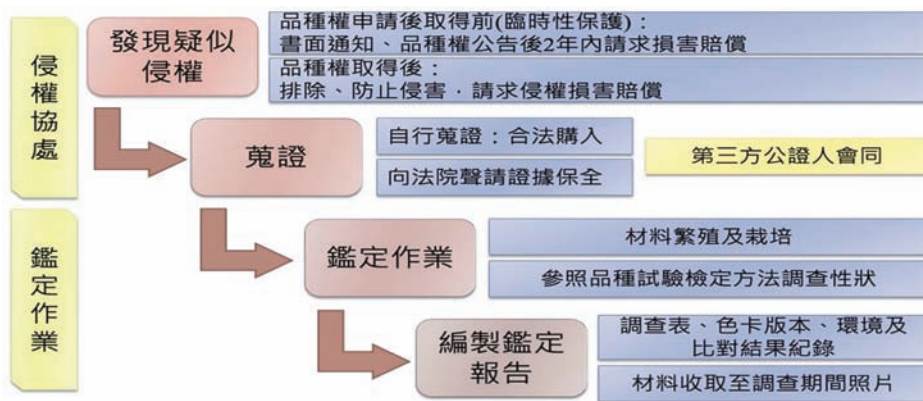 侵權協處
發現疑似
侵權
品種權申請後取得前(臨時性保護)：
書面通知、品種權公告後2年內請求損害賠償
品種權取得後：
排除、防止侵害．請求侵權損害賠償
蒐證
自行蒐證：合法購入
向法院聲請證據保全
第三方公證人會同
鑑定作業
鑑定作業
材料繁殖及栽培
參照品種試驗檢定方法調查性狀
編製鑑定
報告
調查表、色卡版本、環境及
比對結果紀錄
材料收取至調查期間照片